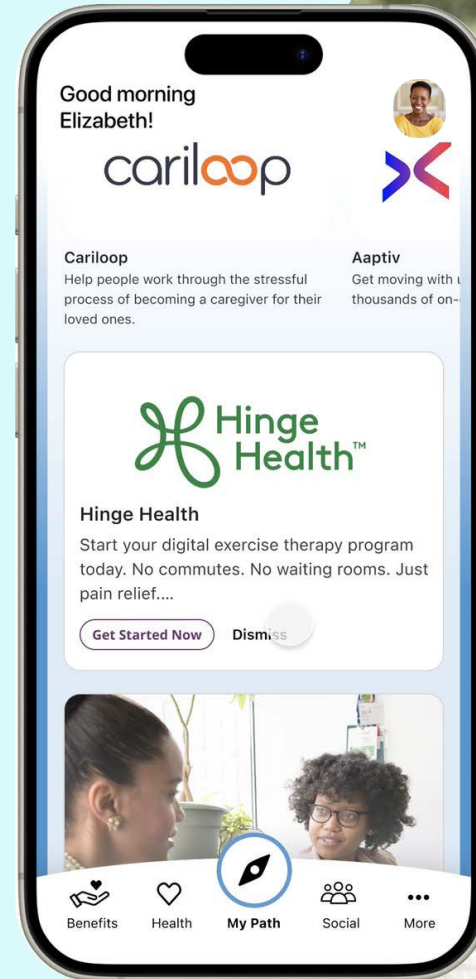 Good morning
Elizabeth!
cariloop
Cariloop
Help people work through the stressful
process of becoming a caregiver for their
loved ones.
Aaptiv
Get moving with
thousands of on-
Hinge
Health™
Hinge Health
Start your digital exercise therapy program
today. No commutes. No waiting rooms. Just
pain relief....
Get Started Now
Dismiss
Benefits
Health
My Path
Social
More